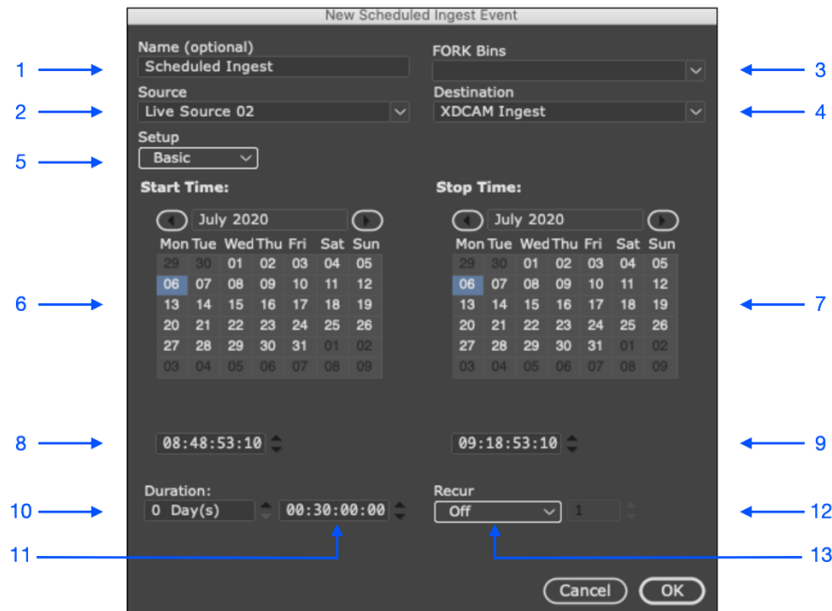 New Scheduled Ingest Event
Name (optional)
FORK Bins
1
Scheduled Ingest
3
Source
Destination
2
Live Source 02
XDCAM Ingest
4
Setup
5
Basic
Start Time:
Stop Time:
July 2020
July 2020
Mon Tue Wed Thu Fri Sat Sun
Mon Tue Wed Thu Fri Sat Sun
29 30 01 02 03 04 05
29 30 01 02 03 04 05
06 07 08 09 10 11 12
06 07 08 09 10 11 12
6
13 14 15 16 17 18 19
13 14 15 16 17 18 19
7
20 21 22 23 24 25 26
20 21 22 23 24 25 26
27 28 29 30 31 01 02
27 28 29 30 31 01 02
03 04 05 06 07 08 09
03 04 05 06 07 08 09
8
08:48:53:10
09:18:53:10
9
Duration:
Recur
10
0 Day(s)
00:30:00:00
Off
1
12
11
13
Cancel
OK